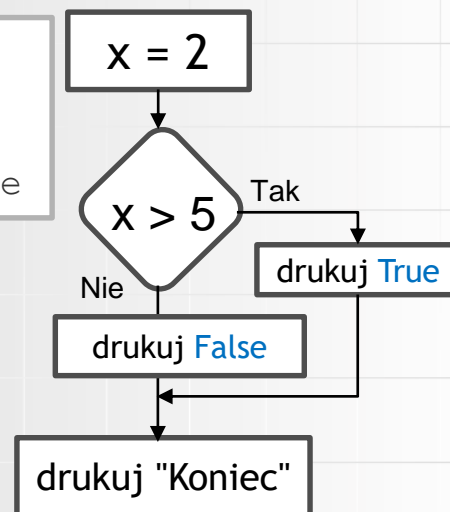 x = 2
e
x > 5
Tak
drukuj True
Nie
drukuj False
drukuj "Koniec"